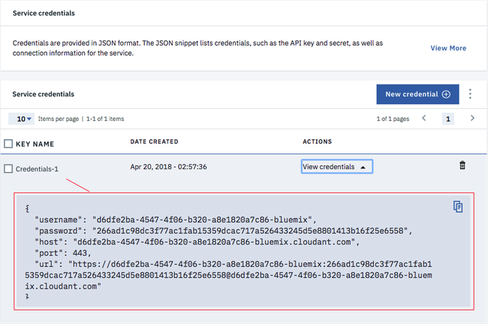 Service credentials
Credentials are provided in JSON format. The JSON snippet lists credentials, such as the API key and secret, as well as
connection information for the service.
View More
Service credentials
New credential
10 Items per page | 1-1 of 1 items
1 of 1 pages
1
KEY NAME
DATE CREATED
ACTIONS
Credentials-1
Apr 20, 2018 - 02:57:36
View credentials
{
"username": "d6dfe2ba-4547-4f06-b320-a8e1820a7c86-bluemix",
"password": "266ad1c98dc3f77ac1fab15359dcac717a526433245d5e8801413b16f25e6558",
"host": "d6dfe2ba-4547-4f06-b320-a8e1820a7c86-bluemix.cloudant.com",
"port": 443,
"url": "https://d6dfe2ba-4547-4f06-b320-a8e1820a7c86-bluemix:266ad1c98dc3f77ac1fab1
5359dcac717a526433245d5e8801413b16f25e6558@d6dfe2ba-4547-4f06-b320-a8e1820a7c86-bluem
ix.cloudant.com"
}